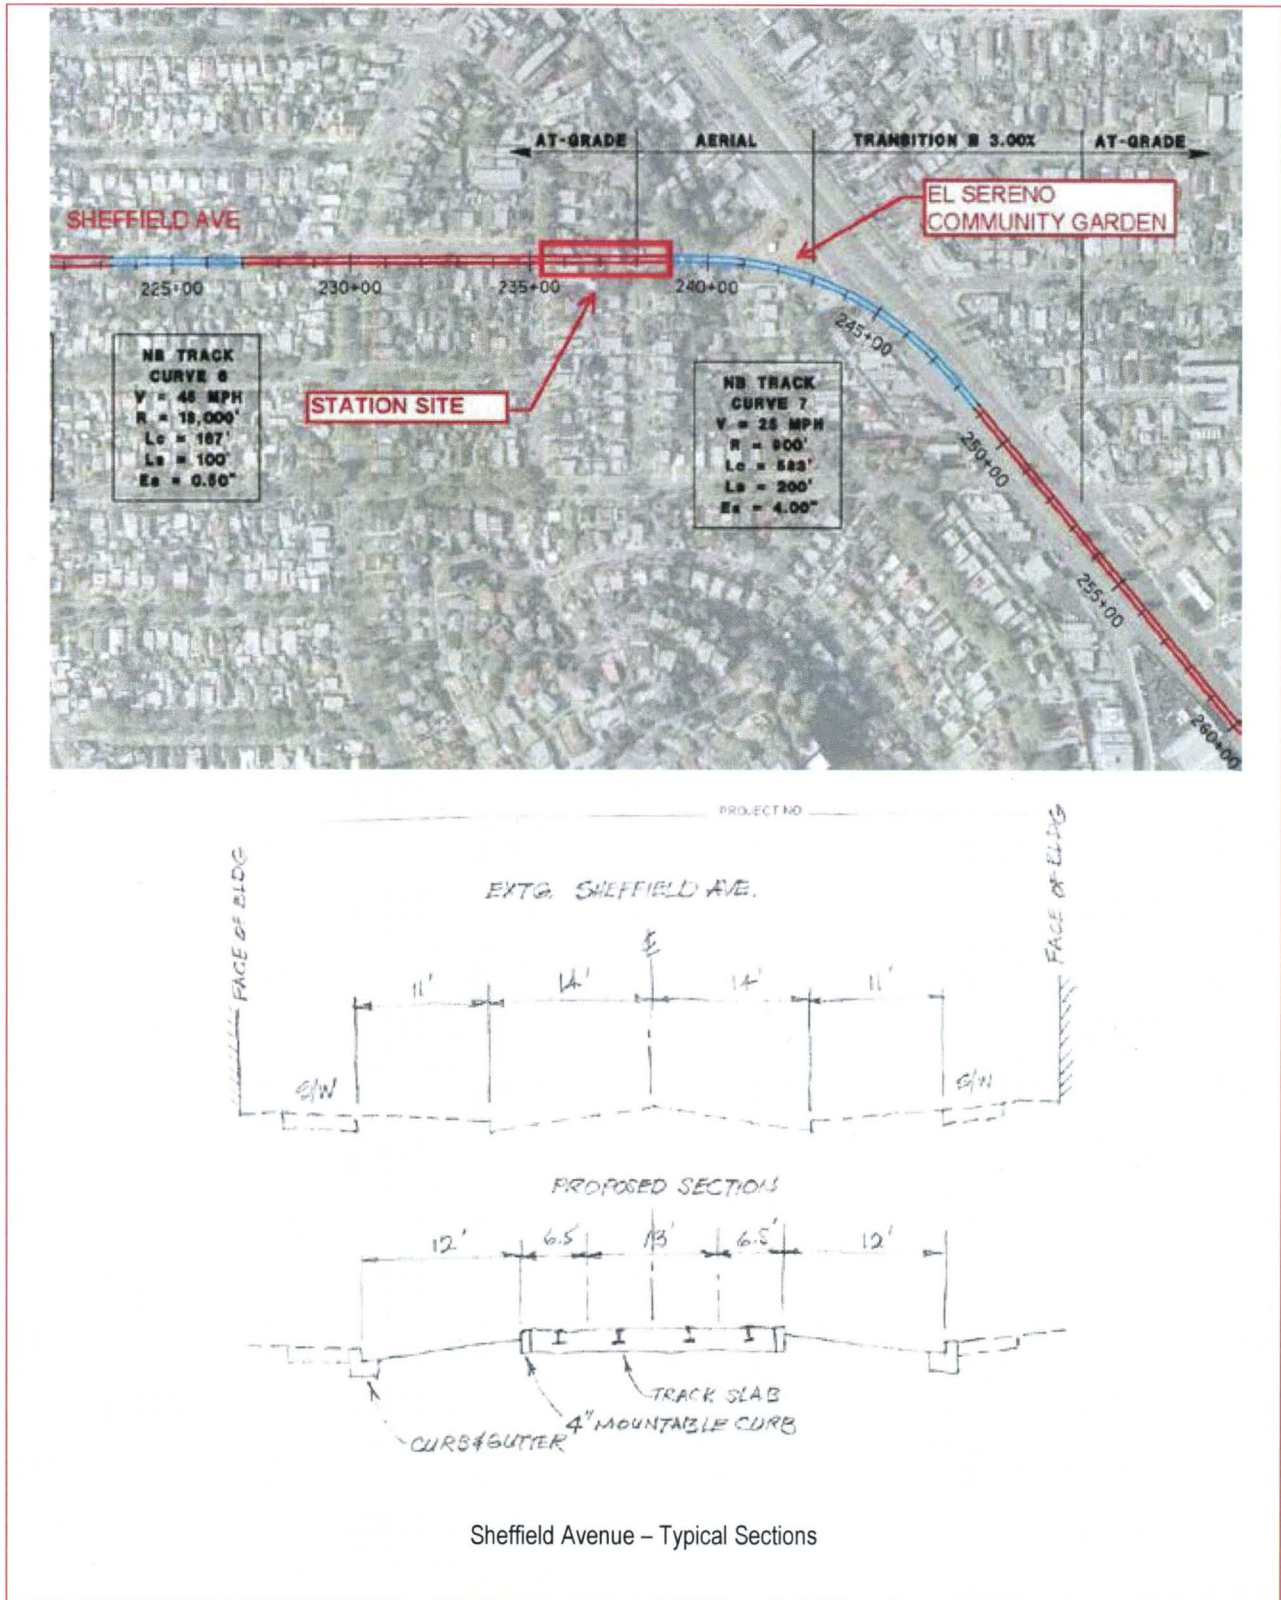 AT-GRADE
AERIAL
TRANSITION @ 3.00%
AT-GRADE
EL SERENO
COMMUNITY GARDEN
SHEFFIELD AVE
225+00
230+00
235+00
240+00
245+00
250+00
255+00
260+00
STATION SITE
NB TRACK
CURVE 6
V = 45 MPH
R = 18,000'
Lc = 167'
Ls = 100'
Ea = 0.50"
NB TRACK
CURVE 7
V = 25 MPH
R = 900'
Lc = 583'
Ls = 200'
Ea = 4.00"
PROJECT NO
FACE OF BLDG
EXTG. SHEFFIELD AVE.
FACE OF BLDG
℄
11'
14'
14'
11'
S/W
S/W
PROPOSED SECTION
12'
6.5'
13'
6.5'
12'
TRACK SLAB
4" MOUNTABLE CURB
CURB & GUTTER
Sheffield Avenue – Typical Sections